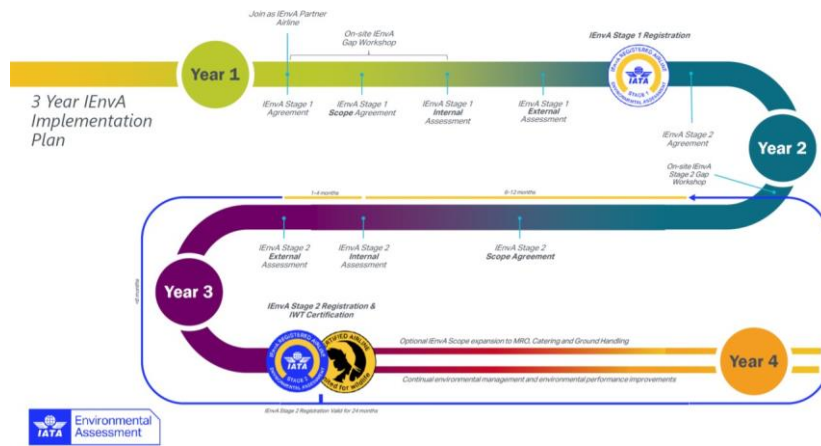 Join as IEnvA Partner
Airline
On-site IEnvA
Gap Workshop
IEnvA Stage 1 Registration
Year 1
IATA
STAGE 1
3 Year IEnvA
Implementation
Plan
IEnvA Stage 1
Agreement
IEnvA Stage 1
Scope Agreement
IEnvA Stage 1
Internal
Assessment
IEnvA Stage 1
External
Assessment
IEnvA Stage 2
Agreement
Year 2
On-site IEnvA
Stage 2 Gap
Workshop
1-4 months
6-12 months
IEnvA Stage 2
External
Assessment
IEnvA Stage 2
Internal
Assessment
IEnvA Stage 2
Scope Agreement
Year 3
IEnvA Stage 2 Registration &
IWT Certification
IATA
STAGE 2
Optional IEnvA Scope expansion to MRO, Catering and Ground Handling
Year 4
Continual environmental management and environmental performance improvements
IEnvA Stage 2 Registration Valid for 24 months
IATA
Environmental
Assessment